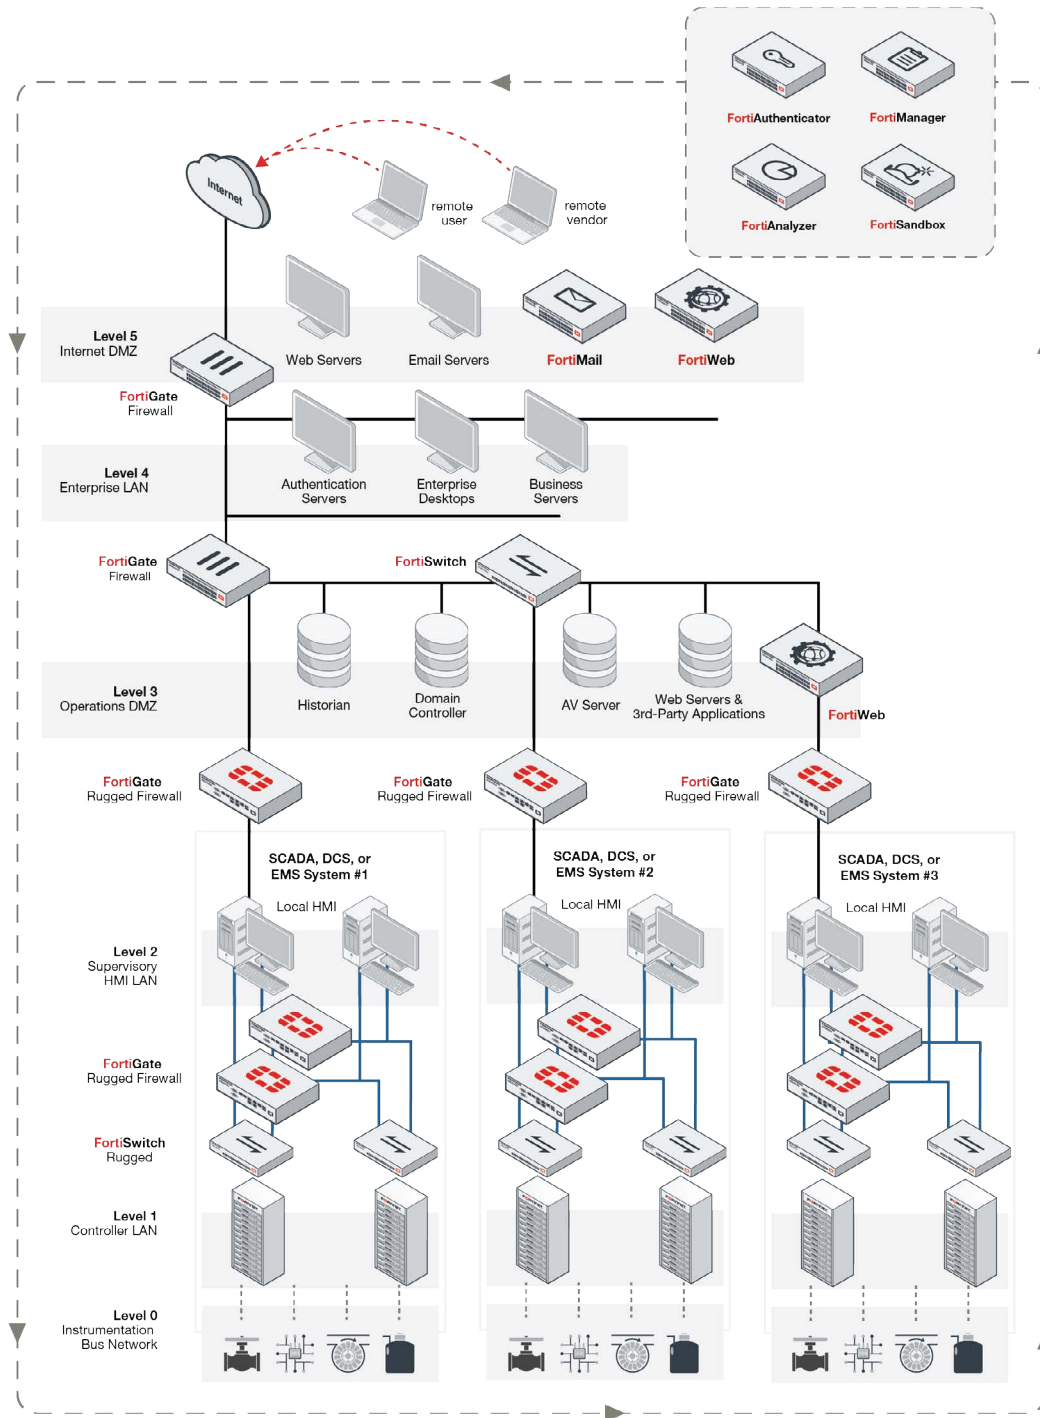 FortiAuthenticator
FortiManager
FortiAnalyzer
FortiSandbox
Internet
remote
user
remote
vendor
Level 5
Internet DMZ
Web Servers
Email Servers
FortiMail
FortiWeb
FortiGate
Firewall
Level 4
Enterprise LAN
Authentication
Servers
Enterprise
Desktops
Business
Servers
FortiGate
Firewall
FortiSwitch
Level 3
Operations DMZ
Historian
Domain
Controller
AV Server
Web Servers &
3rd-Party Applications
FortiWeb
FortiGate
Rugged Firewall
FortiGate
Rugged Firewall
FortiGate
Rugged Firewall
SCADA, DCS, or
EMS System #1
Local HMI
SCADA, DCS, or
EMS System #2
Local HMI
SCADA, DCS, or
EMS System #3
Local HMI
Level 2
Supervisory
HMI LAN
FortiGate
Rugged Firewall
FortiSwitch
Rugged
Level 1
Controller LAN
Level 0
Instrumentation
Bus Network